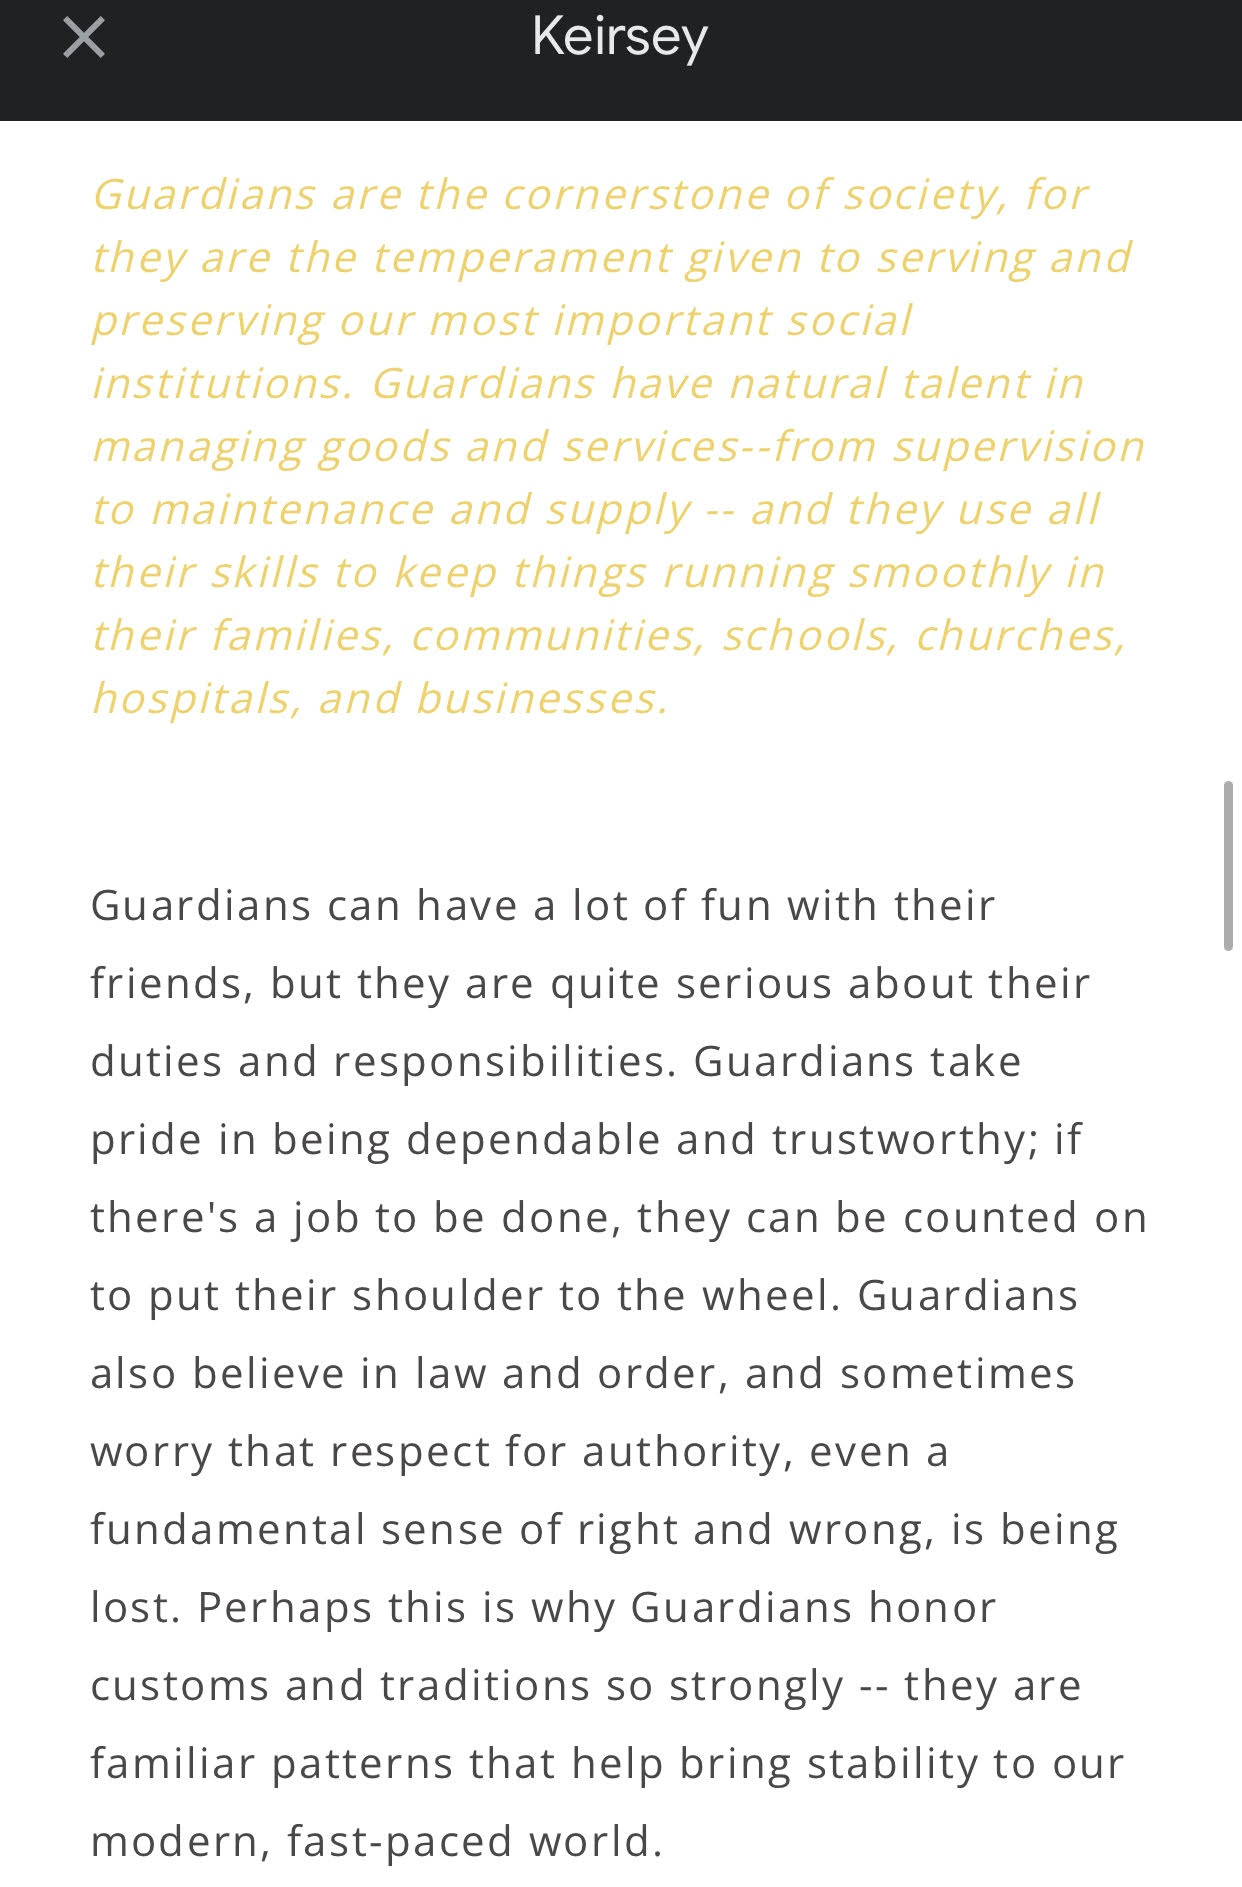 Keirsey
Guardians are the cornerstone of society, for
they are the temperament given to serving and
preserving our most important social
institutions. Guardians have natural talent in
managing goods and services--from supervision
to maintenance and supply -- and they use all
their skills to keep things running smoothly in
their families, communities, schools, churches,
hospitals, and businesses.
Guardians can have a lot of fun with their
friends, but they are quite serious about their
duties and responsibilities. Guardians take
pride in being dependable and trustworthy; if
there's a job to be done, they can be counted on
to put their shoulder to the wheel. Guardians
also believe in law and order, and sometimes
worry that respect for authority, even a
fundamental sense of right and wrong, is being
lost. Perhaps this is why Guardians honor
customs and traditions so strongly -- they are
familiar patterns that help bring stability to our
modern, fast-paced world.